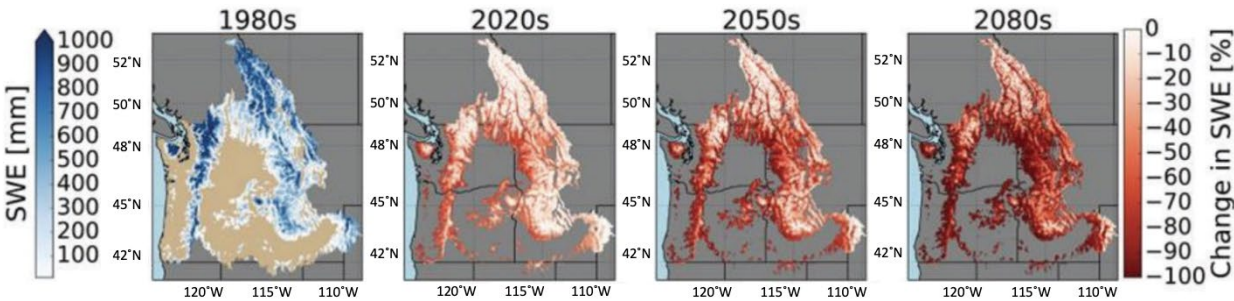 1980s
2020s
2050s
2080s
SWE [mm]
1000
900
800
700
600
500
400
300
200
100
52°N
50°N
48°N
45°N
42°N
120°W 115°W 110°W
52°N
50°N
48°N
45°N
42°N
120°W 115°W 110°W
52°N
50°N
48°N
45°N
42°N
120°W 115°W 110°W
52°N
50°N
48°N
45°N
42°N
120°W 115°W 110°W
0
−10
−20
−30
−40
−50
−60
−70
−80
−90
−100
Change in SWE [%]